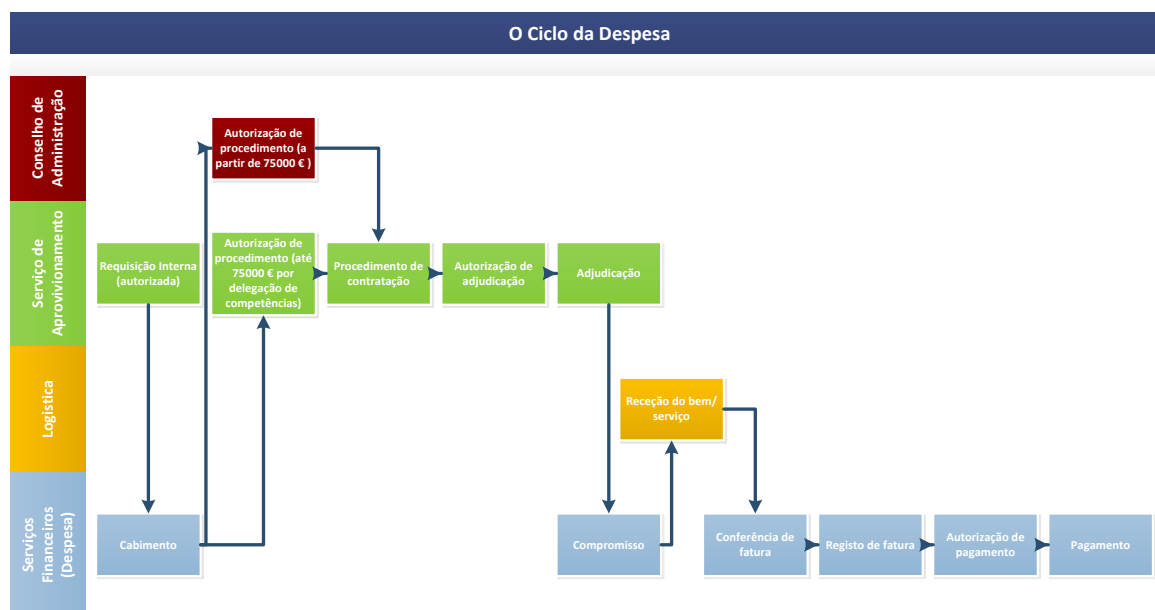 O Ciclo da Despesa
Conselho de
Administração
Autorização de
procedimento (a
partir de 75000 € )
Serviço de
Aprovivionamento
Requisição Interna
(autorizada)
Autorização de
procedimento (até
75000 € por
delegação de
competências)
Procedimento de
contratação
Autorização de
adjudicação
Adjudicação
Logistica
Receção do bem/
serviço
Serviços
Financeiros
(Despesa)
Cabimento
Compromisso
Conferência de
fatura
Registo de fatura
Autorização de
pagamento
Pagamento